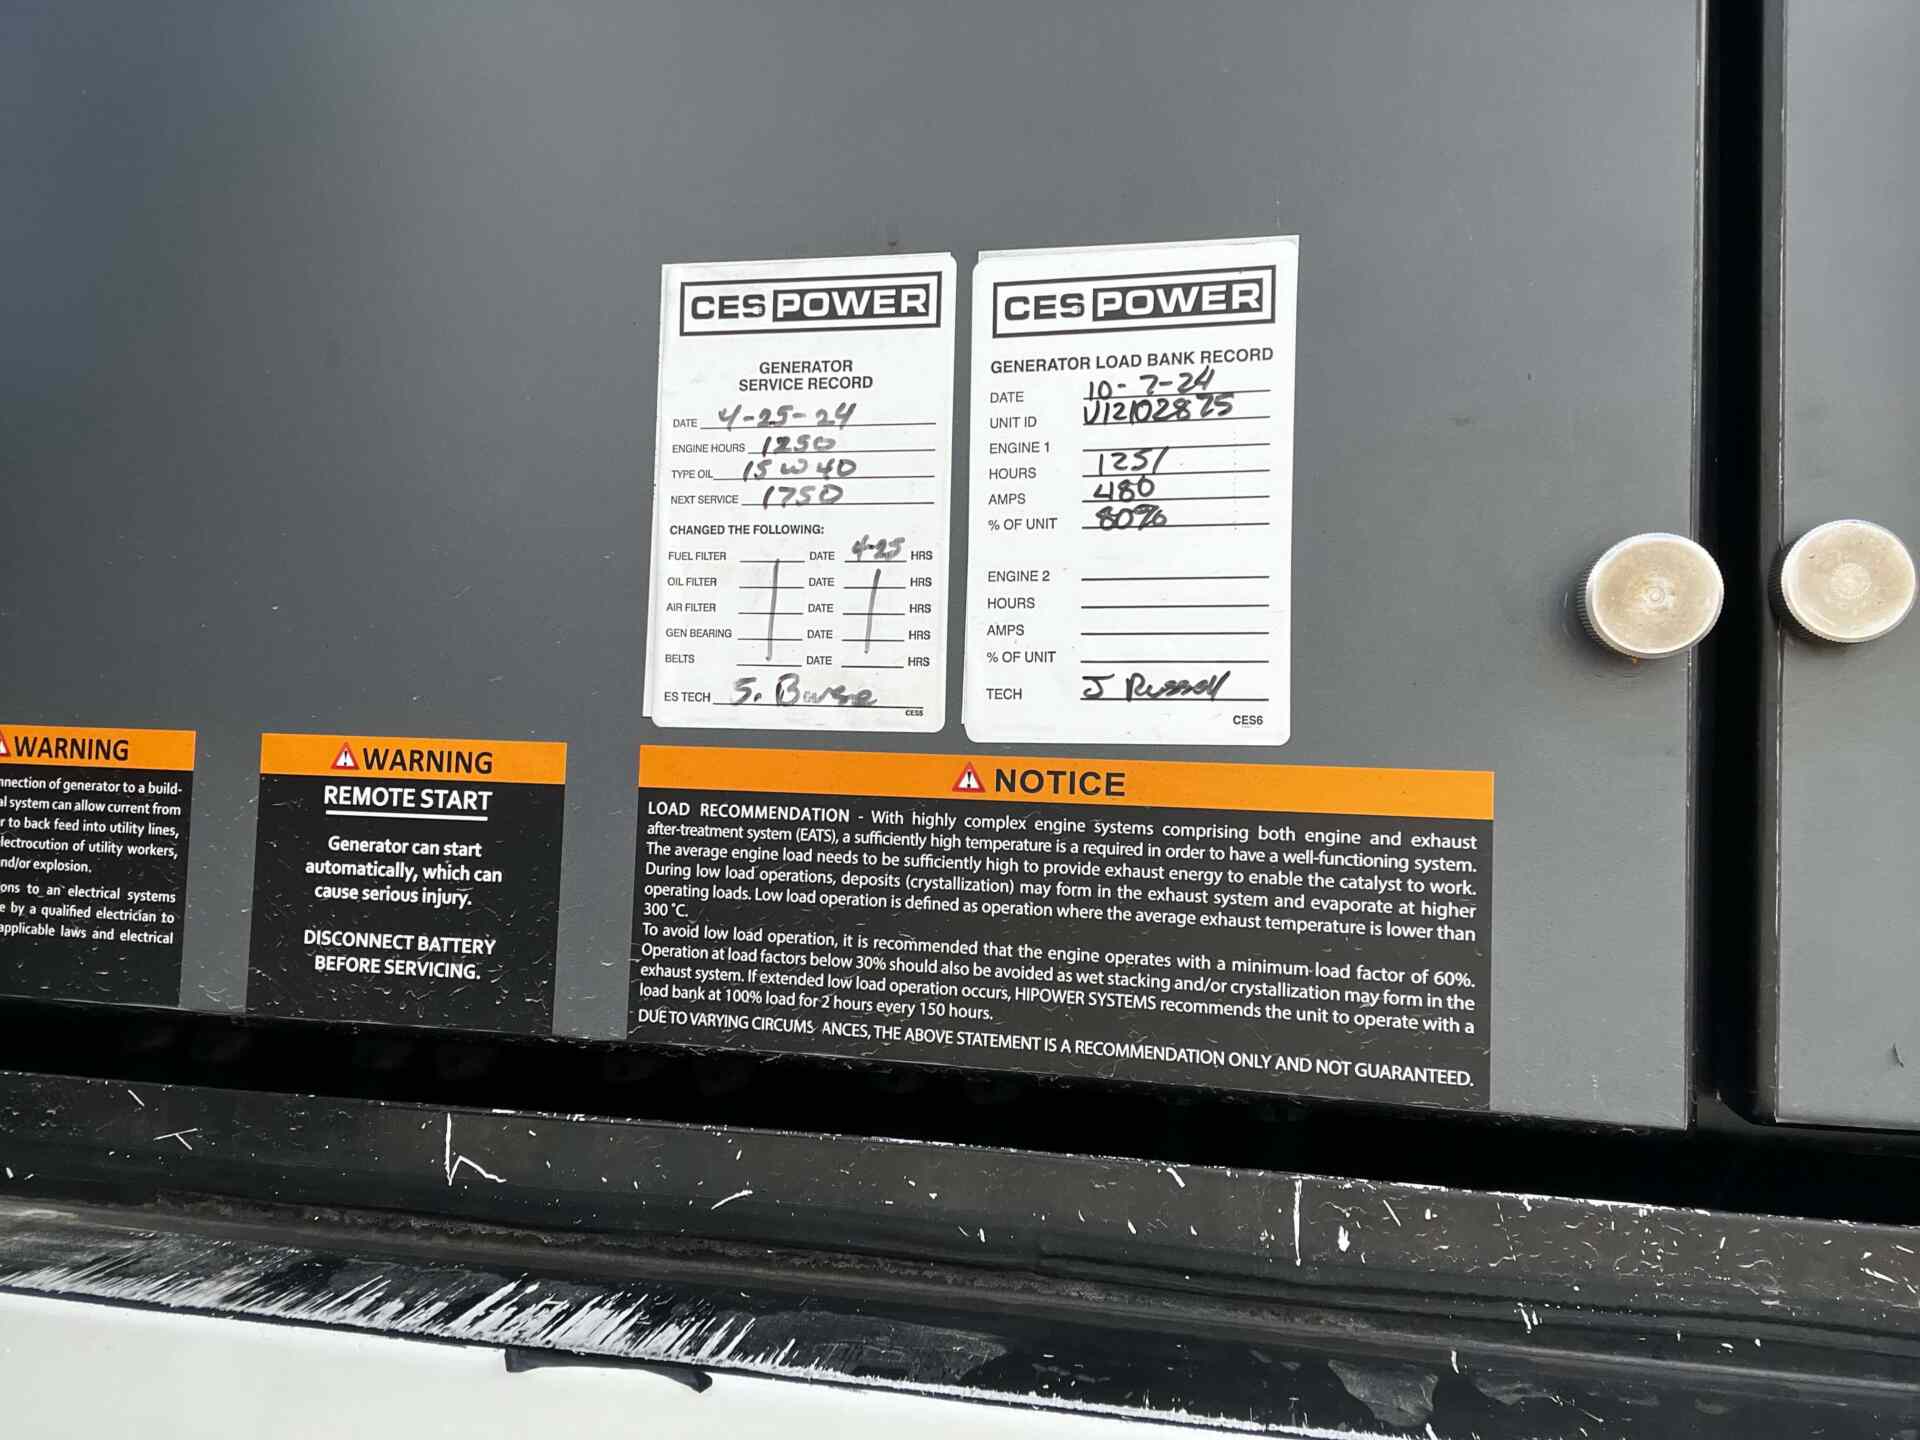 CES POWER
GENERATOR
SERVICE RECORD
DATE 4-25-24
ENGINE HOURS 1250
TYPE OIL 15W40
NEXT SERVICE 1750
CHANGED THE FOLLOWING:
FUEL FILTER DATE 4-25 HRS
OIL FILTER DATE HRS
AIR FILTER DATE HRS
GEN BEARING DATE HRS
BELTS DATE HRS
ES TECH S.
CES5
CES POWER
GENERATOR LOAD BANK RECORD
DATE 10-7-24
UNIT ID V12102875
ENGINE 1
HOURS 1251
AMPS 480
% OF UNIT 80%
ENGINE 2
HOURS
AMPS
% OF UNIT
TECH J Russell
CES6
WARNING
nnection of generator to a build-
al system can allow current from
r to back feed into utility lines,
lectrocution of utility workers,
nd/or explosion.
ons to an electrical systems
e by a qualified electrician to
applicable laws and electrical
WARNING
REMOTE START
Generator can start
automatically, which can
cause serious injury.
DISCONNECT BATTERY
BEFORE SERVICING.
NOTICE
LOAD RECOMMENDATION - With highly complex engine systems comprising both engine and exhaust
after-treatment system (EATS), a sufficiently high temperature is a required in order to have a well-functioning system.
The average engine load needs to be sufficiently high to provide exhaust energy to enable the catalyst to work.
During low load operations, deposits (crystallization) may form in the exhaust system and evaporate at higher
operating loads. Low load operation is defined as operation where the average exhaust temperature is lower than
300 °C.
To avoid low load operation, it is recommended that the engine operates with a minimum load factor of 60%.
Operation at load factors below 30% should also be avoided as wet stacking and/or crystallization may form in the
exhaust system. If extended low load operation occurs, HIPOWER SYSTEMS recommends the unit to operate with a
load bank at 100% load for 2 hours every 150 hours.
DUE TO VARYING CIRCUMS ANCES, THE ABOVE STATEMENT IS A RECOMMENDATION ONLY AND NOT GUARANTEED.